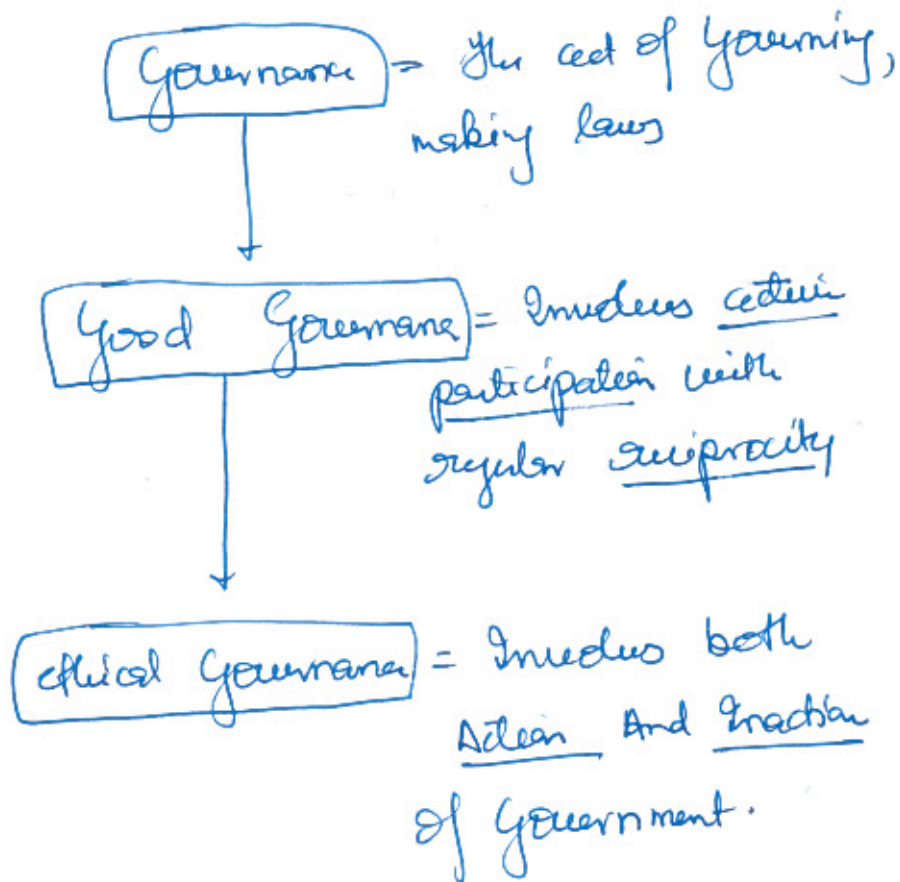 Governance = The act of Governing,
making laws
Good Governance = Involves active
participation with
regular reciprocity
ethical Governance = Involves both
Action And Inaction
of Government.